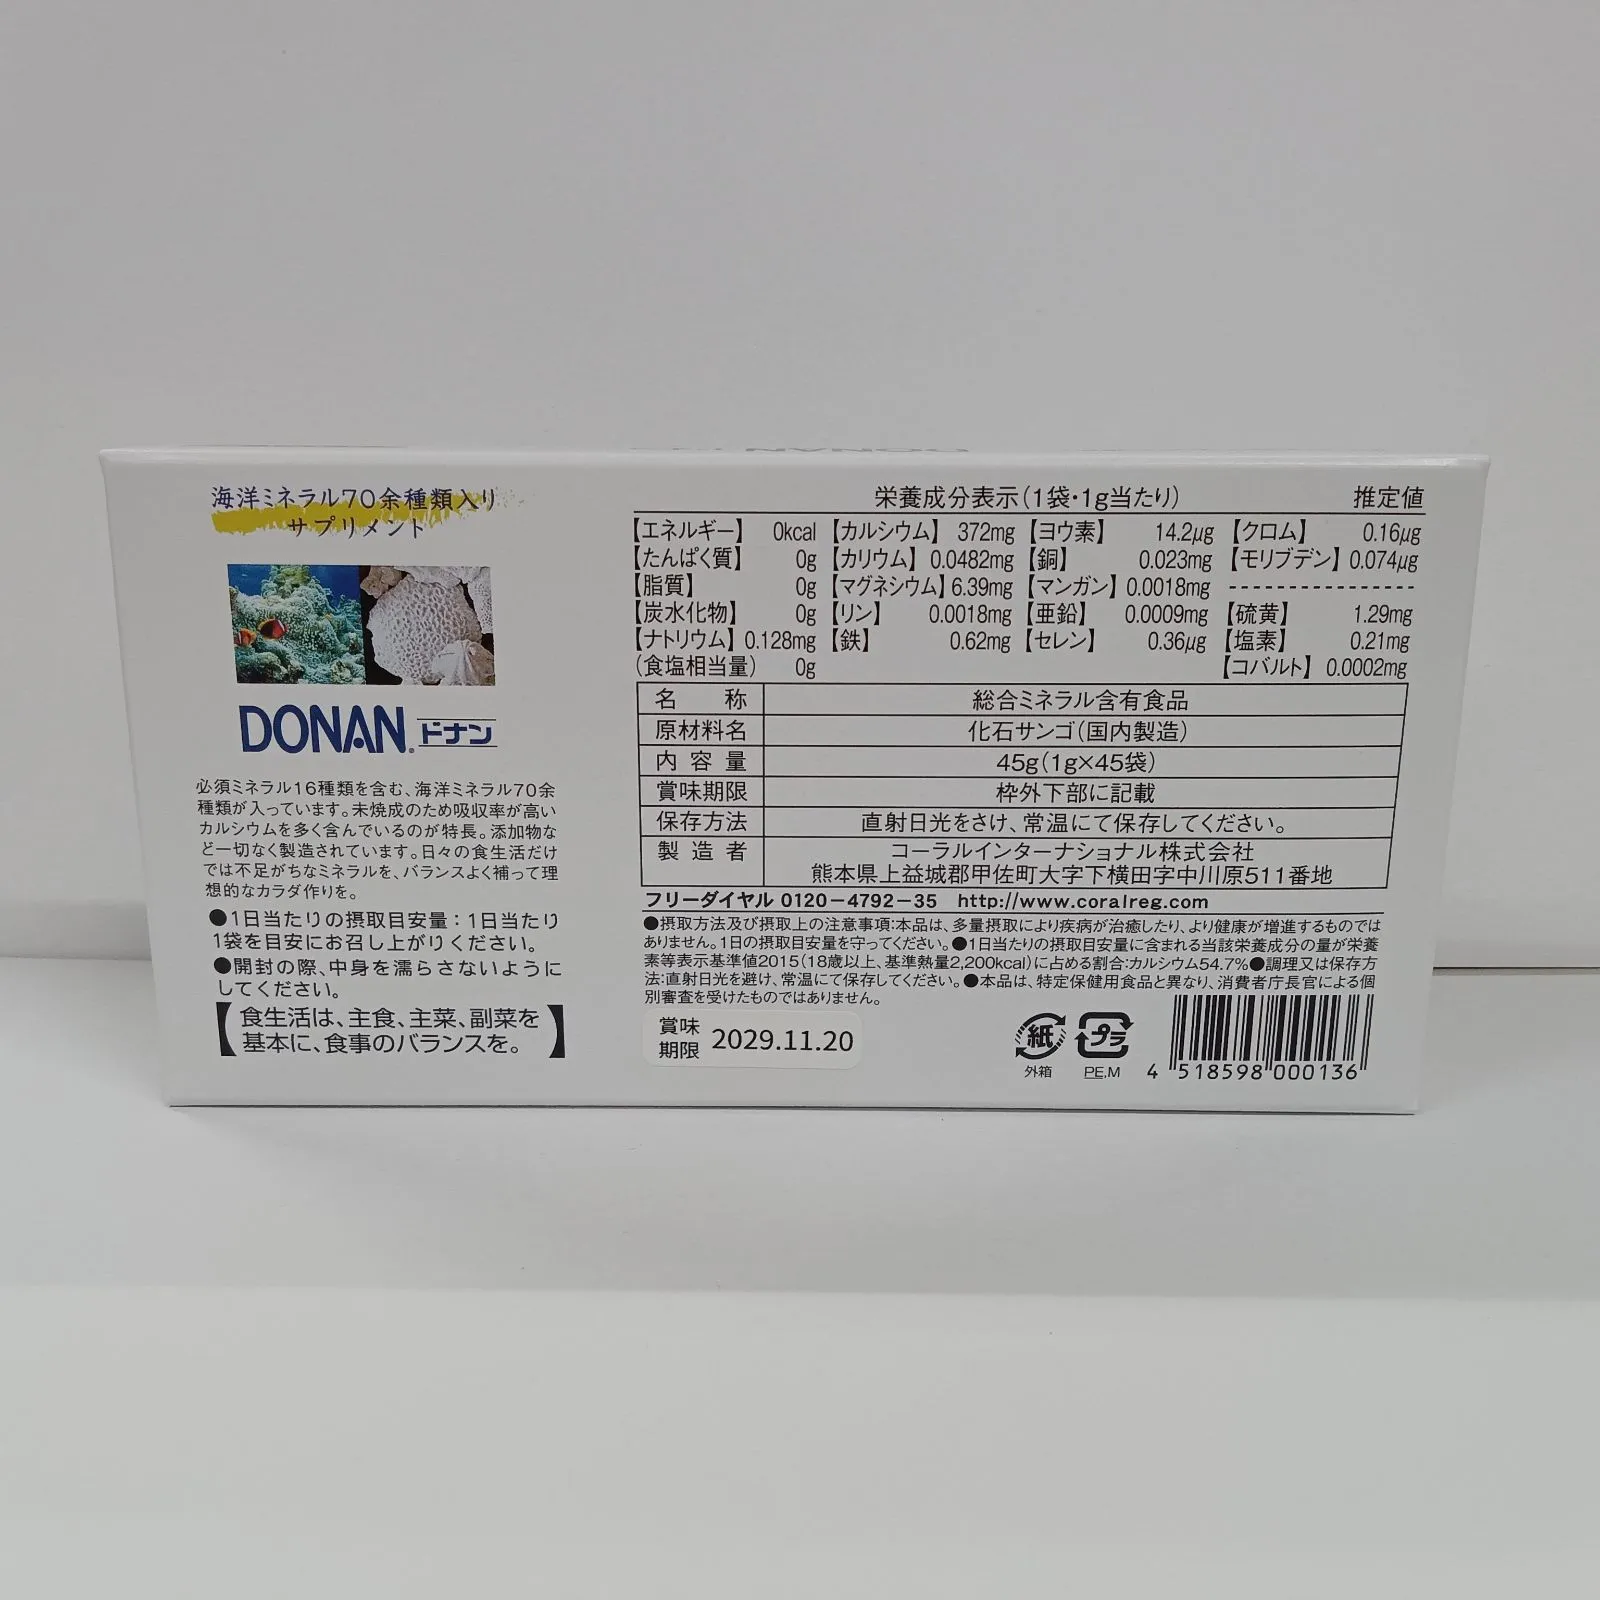 海洋ミネラル70余種類入り
サプリメント
DONAN ドナン
必須ミネラル16種類を含む、海洋ミネラル70余
種類が入っています。未焼成のため吸収率が高い
カルシウムを多く含んでいるのが特長。添加物な
ど一切なく製造されています。日々の食生活だけ
では不足がちなミネラルを、バランスよく補って理
想的なカラダ作りを。
●1日当たりの摂取目安量：1日当たり
1袋を目安にお召し上がりください。
●開封の際、中身を濡らさないように
してください。
【食生活は、主食、主菜、副菜を
基本に、食事のバランスを。】
栄養成分表示（1袋・1g当たり） 推定値
【エネルギー】 0kcal 【カルシウム】 372mg 【ヨウ素】 14.2μg 【クロム】 0.16μg
【たんぱく質】 0g 【カリウム】 0.0482mg 【銅】 0.023mg 【モリブデン】 0.074μg
【脂質】 0g 【マグネシウム】 6.39mg 【マンガン】 0.0018mg
【炭水化物】 0g 【リン】 0.0018mg 【亜鉛】 0.0009mg 【硫黄】 1.29mg
【ナトリウム】 0.128mg 【鉄】 0.62mg 【セレン】 0.36μg 【塩素】 0.21mg
（食塩相当量） 0g 【コバルト】 0.0002mg
名称 総合ミネラル含有食品
原材料名 化石サンゴ（国内製造）
内容量 45g（1g×45袋）
賞味期限 枠外下部に記載
保存方法 直射日光をさけ、常温にて保存してください。
製造者 コーラルインターナショナル株式会社
熊本県上益城郡甲佐町大字下横田字中川原511番地
フリーダイヤル 0120-4792-35 http://www.coralreg.com
●摂取方法及び摂取上の注意事項：本品は、多量摂取により疾病が治癒したり、より健康が増進するものでは
ありません。1日の摂取目安量を守ってください。●1日当たりの摂取目安量に含まれる当該栄養成分の量が栄養
素等表示基準値2015（18歳以上、基準熱量2,200kcal）に占める割合：カルシウム54.7%●調理又は保存方
法：直射日光を避け、常温にて保存してください。●本品は、特定保健用食品と異なり、消費者庁長官による個
別審査を受けたものではありません。
賞味
期限 2029.11.20
紙
外箱
プラ
PE,M
4 518598 000136